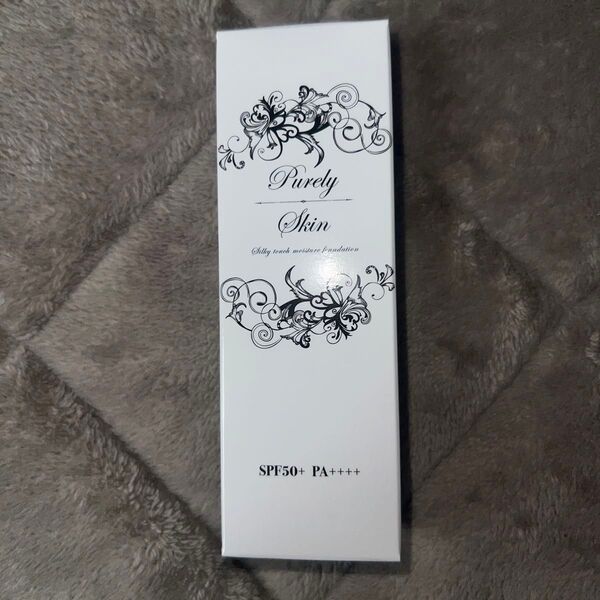 Purely
Skin
Silky touch moisture foundation
SPF50+ PA++++